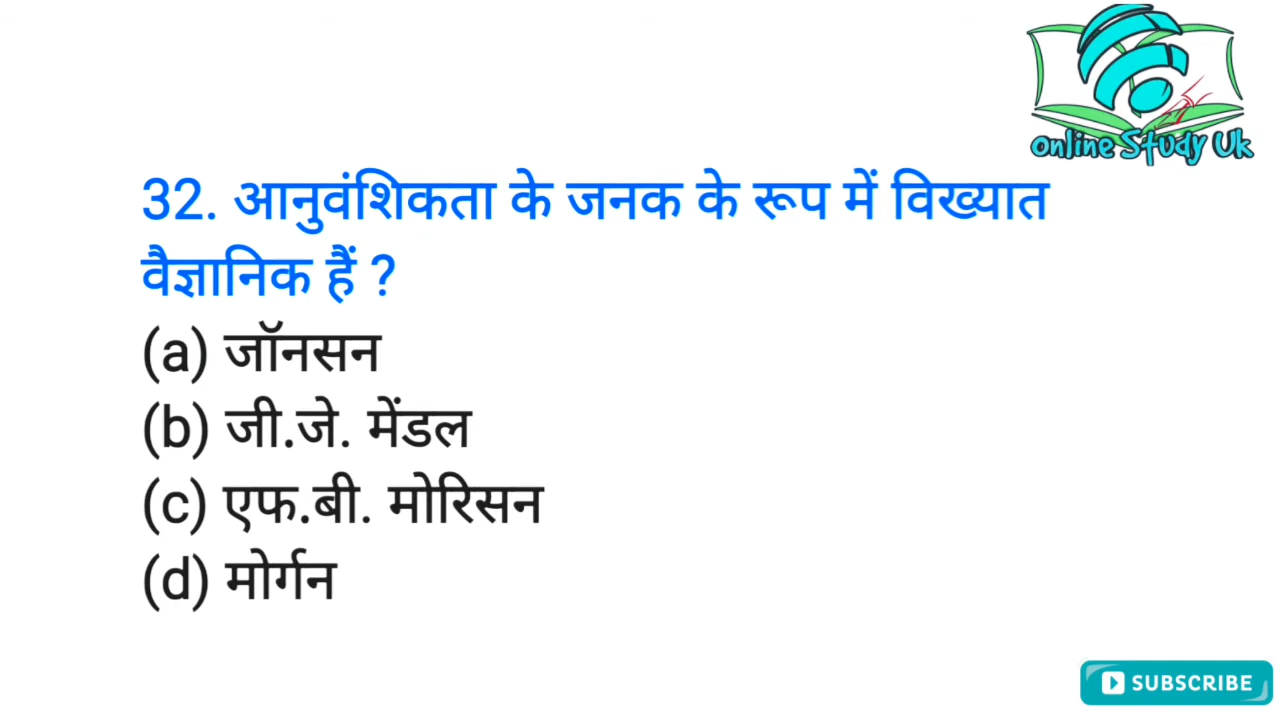 Online Study Uk
32. आनुवंशिकता के जनक के रूप में विख्यात
वैज्ञानिक हैं ?
(a) जॉनसन
(b) जी.जे. मेंडल
(c) एफ.बी. मोरिसन
(d) मोर्गन
SUBSCRIBE